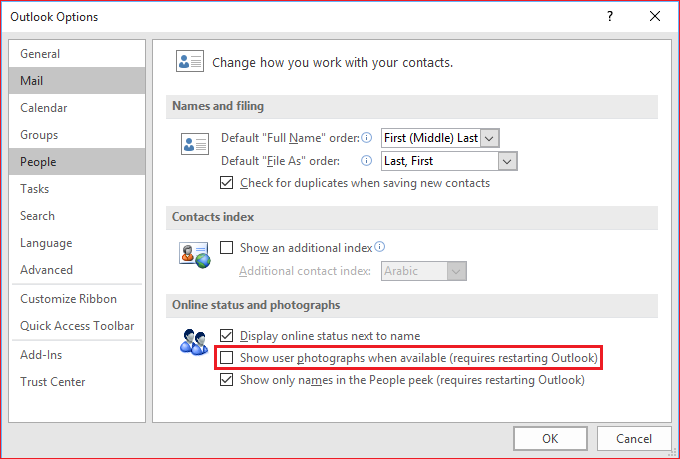 Outlook Options
?
General
Mail
Calendar
Groups
People
Tasks
Search
Language
Advanced
Customize Ribbon
Quick Access Toolbar
Add-Ins
Trust Center
Change how you work with your contacts.
Names and filing
Default "Full Name" order: First (Middle) Last
Default "File As" order: Last, First
Check for duplicates when saving new contacts
Contacts index
Show an additional index
Additional contact index: Arabic
Online status and photographs
Display online status next to name
Show user photographs when available (requires restarting Outlook)
Show only names in the People peek (requires restarting Outlook)
OK Cancel